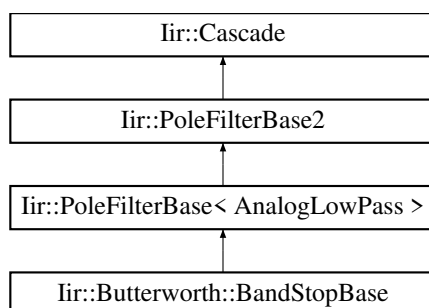 Iir::Cascade
Iir::PoleFilterBase2
Iir::PoleFilterBase< AnalogLowPass >
Iir::Butterworth::BandStopBase